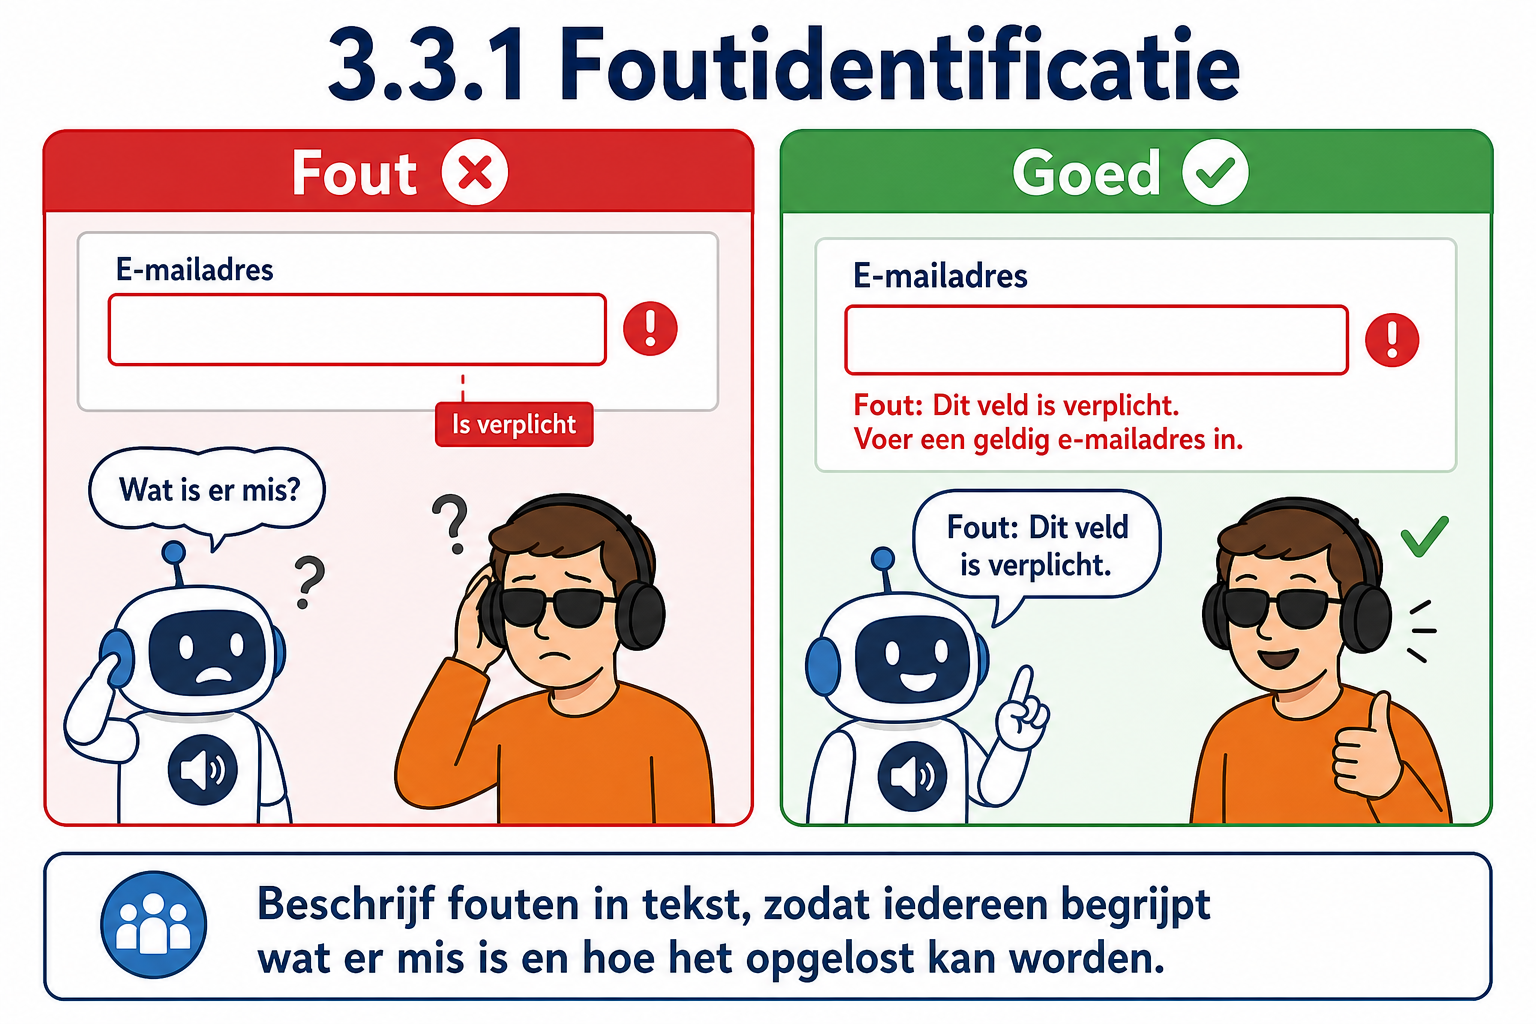 3.3.1 Foutidentificatie
Fout
E-mailadres
Is verplicht
Wat is er mis?
?
?
Goed
E-mailadres
Fout: Dit veld is verplicht.
Voer een geldig e-mailadres in.
Fout: Dit veld
is verplicht.
Beschrijf fouten in tekst, zodat iedereen begrijpt
wat er mis is en hoe het opgelost kan worden.